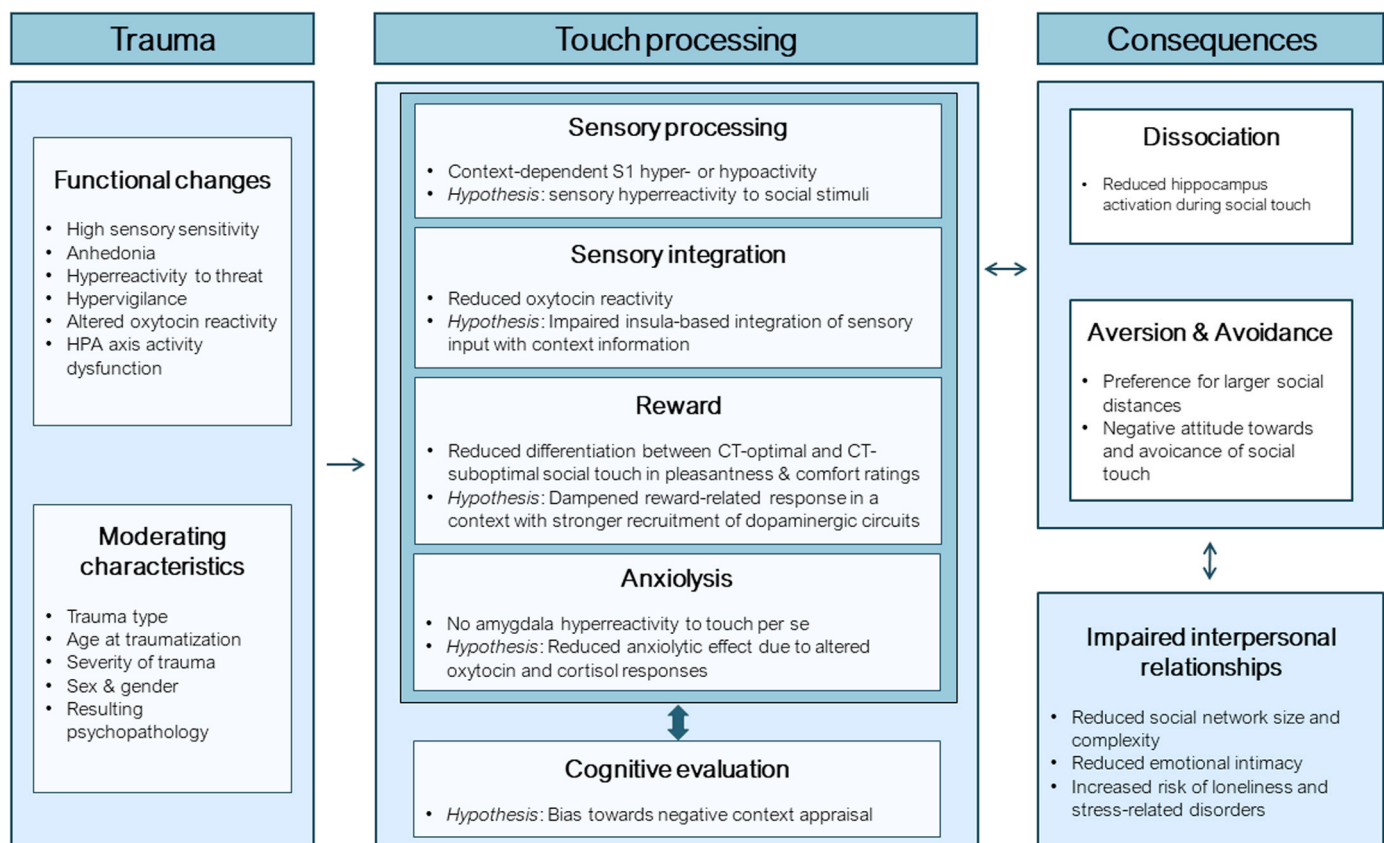 Trauma
Functional changes
• High sensory sensitivity
• Anhedonia
• Hyperreactivity to threat
• Hypervigilance
• Altered oxytocin reactivity
• HPA axis activity
dysfunction
Moderating
characteristics
• Trauma type
• Age at traumatization
• Severity of trauma
• Sex & gender
• Resulting
psychopathology
Touch processing
Sensory processing
• Context-dependent S1 hyper- or hypoactivity
• Hypothesis: sensory hyperreactivity to social stimuli
Sensory integration
• Reduced oxytocin reactivity
• Hypothesis: Impaired insula-based integration of sensory
input with context information
Reward
• Reduced differentiation between CT-optimal and CT-
suboptimal social touch in pleasantness & comfort ratings
• Hypothesis: Dampened reward-related response in a
context with stronger recruitment of dopaminergic circuits
Anxiolysis
• No amygdala hyperreactivity to touch per se
• Hypothesis: Reduced anxiolytic effect due to altered
oxytocin and cortisol responses
Cognitive evaluation
• Hypothesis: Bias towards negative context appraisal
Consequences
Dissociation
• Reduced hippocampus
activation during social touch
Aversion & Avoidance
• Preference for larger social
distances
• Negative attitude towards
and avoicance of social
touch
Impaired interpersonal
relationships
• Reduced social network size and
complexity
• Reduced emotional intimacy
• Increased risk of loneliness and
stress-related disorders